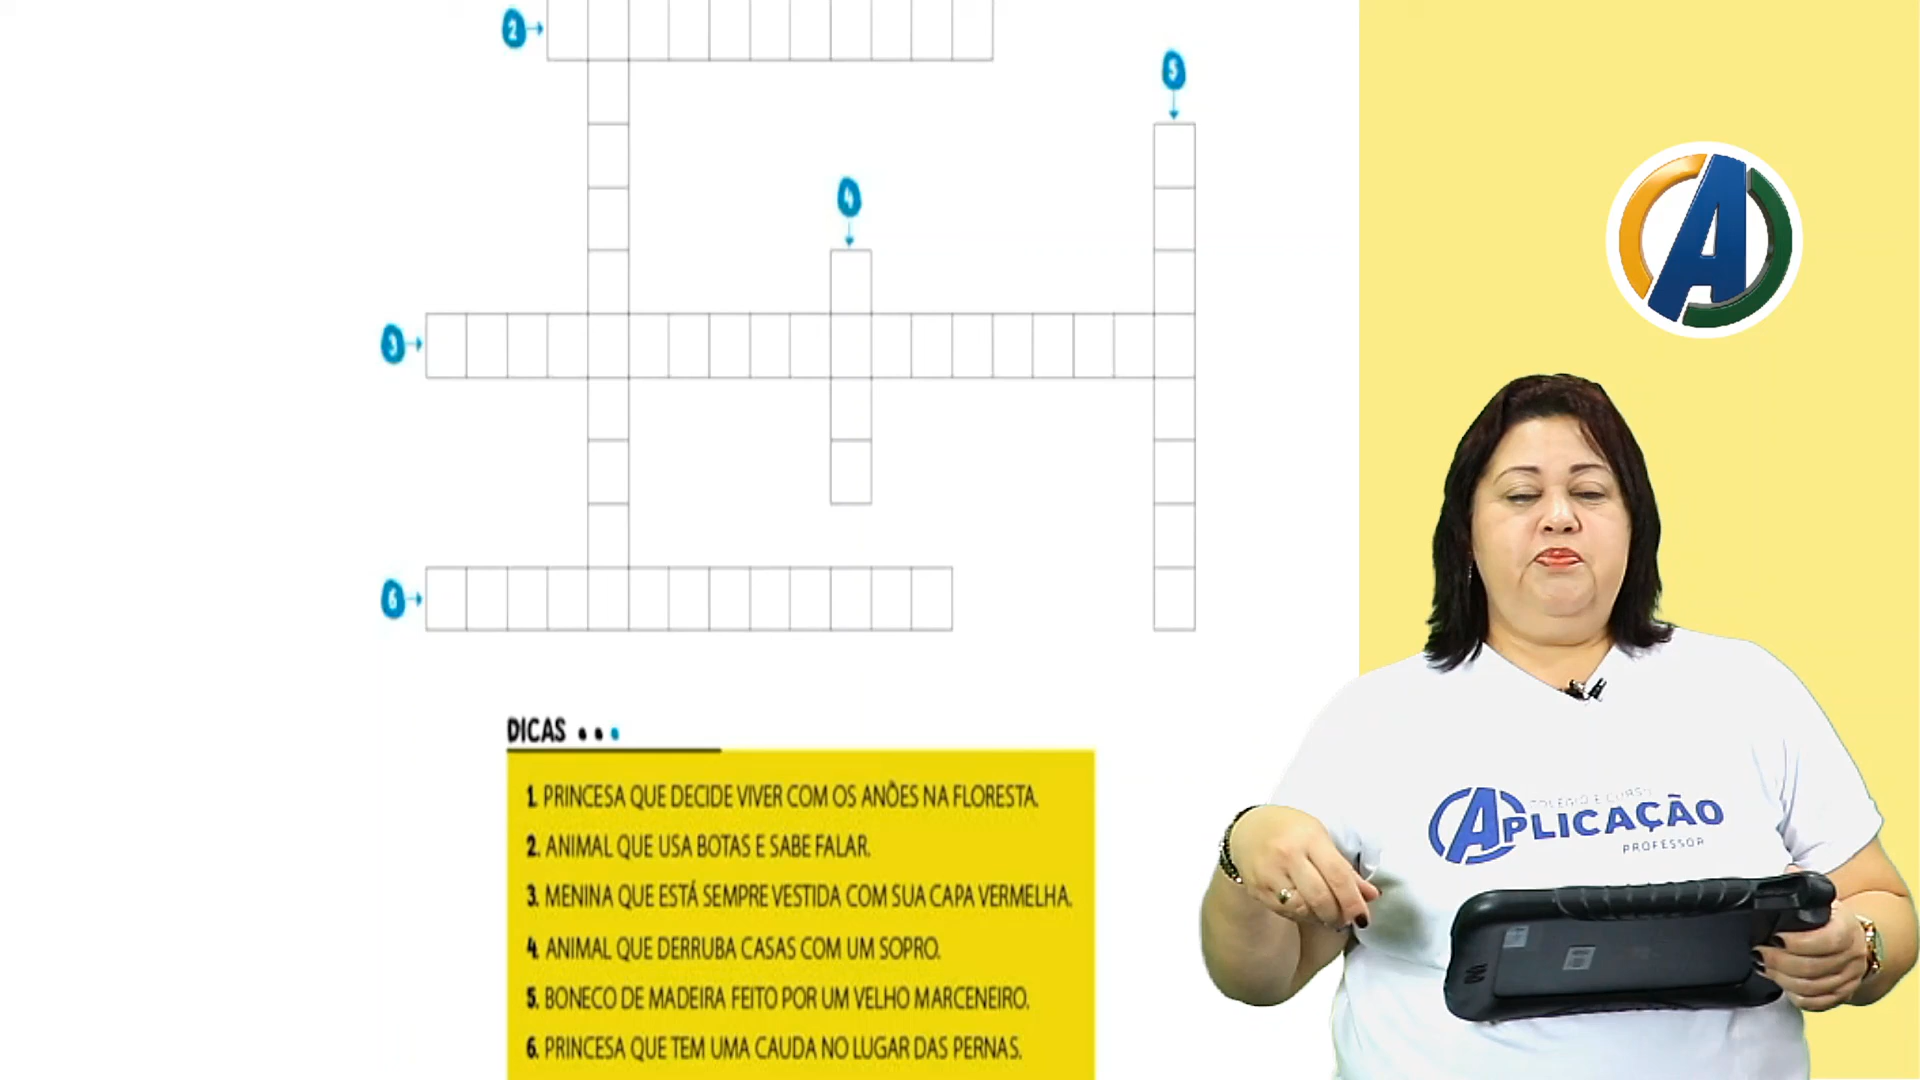 2
5
4
3
6
DICAS
1. PRINCESA QUE DECIDE VIVER COM OS ANÕES NA FLORESTA.
2. ANIMAL QUE USA BOTAS E SABE FALAR.
3. MENINA QUE ESTÁ SEMPRE VESTIDA COM SUA CAPA VERMELHA.
4. ANIMAL QUE DERRUBA CASAS COM UM SOPRO.
5. BONECO DE MADEIRA FEITO POR UM VELHO MARCENEIRO.
6. PRINCESA QUE TEM UMA CAUDA NO LUGAR DAS PERNAS.
A
COLÉGIO E CURSO
APLICAÇÃO
PROFESSOR